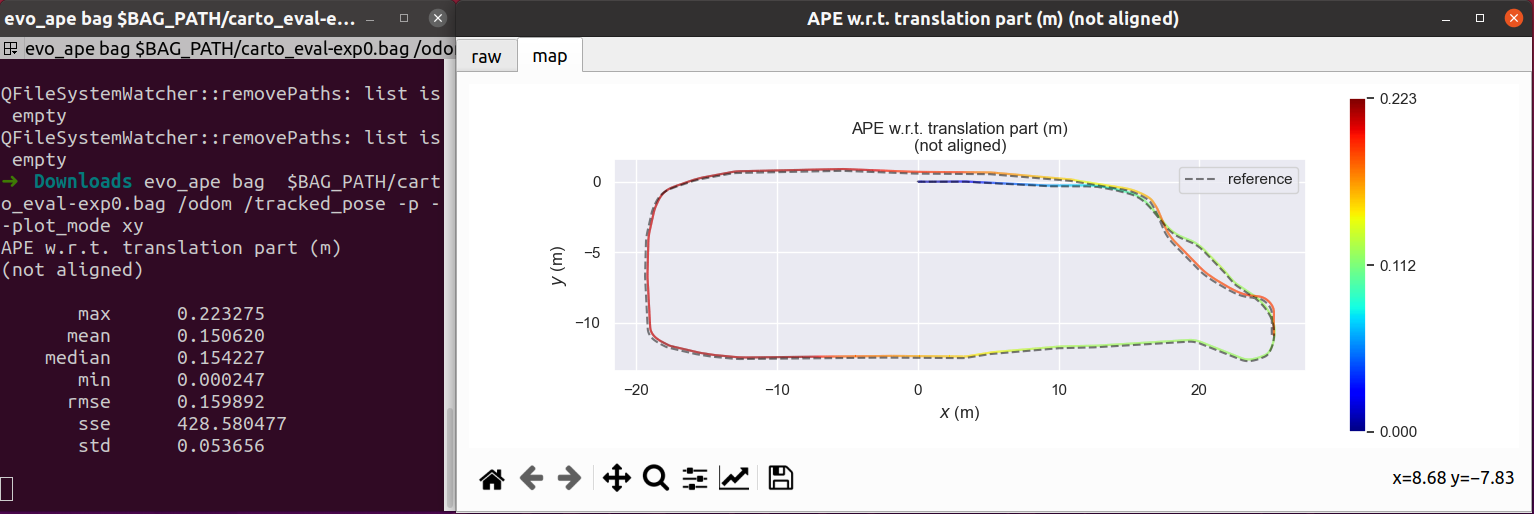 evo_ape bag $BAG_PATH/carto_eval-e...
evo_ape bag $BAG_PATH/carto_eval-exp0.bag /odom
QFileSystemWatcher::removePaths: list is
empty
QFileSystemWatcher::removePaths: list is
empty
➜ Downloads evo_ape bag  $BAG_PATH/cart
o_eval-exp0.bag /odom /tracked_pose -p -
-plot_mode xy
APE w.r.t. translation part (m)
(not aligned)
max 0.223275
mean 0.150620
median 0.154227
min 0.000247
rmse 0.159892
sse 428.580477
std 0.053656
APE w.r.t. translation part (m) (not aligned)
raw map
APE w.r.t. translation part (m)
(not aligned)
reference
0
−5
−10
y (m)
−20 −10 0 10 20
x (m)
0.223
0.112
0.000
x=8.68 y=−7.83